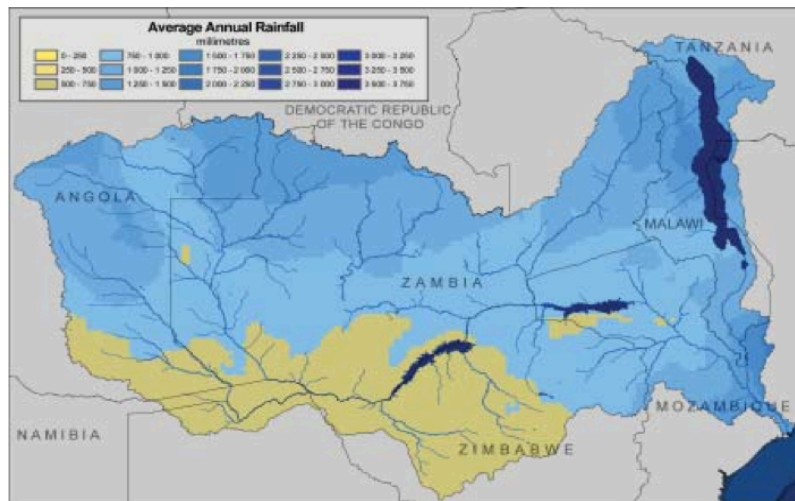 Average Annual Rainfall
millimetres
0 - 250
750 - 1 000
1 500 - 1 750
2 250 - 2 500
3 000 - 3 250
250 - 500
1 000 - 1 250
1 750 - 2 000
2 500 - 2 750
3 250 - 3 500
500 - 750
1 250 - 1 500
2 000 - 2 250
2 750 - 3 000
3 500 - 3 750
TANZANIA
DEMOCRATIC REPUBLIC
OF THE CONGO
ANGOLA
MALAWI
ZAMBIA
MOZAMBIQUE
NAMIBIA
ZIMBABWE